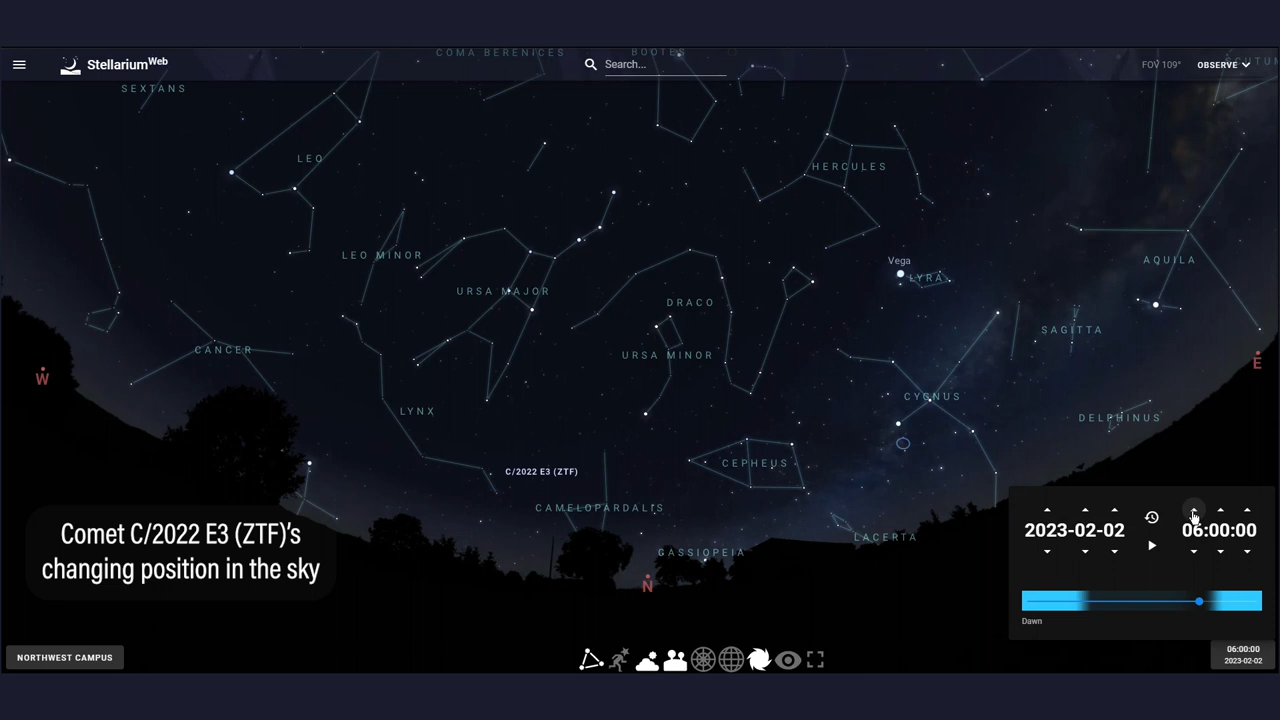 COMA BERENICES
BOOTES
StellariumWeb
Search...
FOV 109°
OBSERVE
SEXTANS
LEO
HERCULES
LEO MINOR
Vega
LYRA
AQUILA
URSA MAJOR
DRACO
SAGITTA
CANCER
URSA MINOR
W
E
LYNX
CYGNUS
DELPHINUS
C/2022 E3 (ZTF)
CEPHEUS
CAMELOPARDALIS
LACERTA
CASSIOPEIA
N
Comet C/2022 E3 (ZTF)'s
changing position in the sky
2023-02-02
06:00:00
Dawn
NORTHWEST CAMPUS
06:00:00
2023-02-02